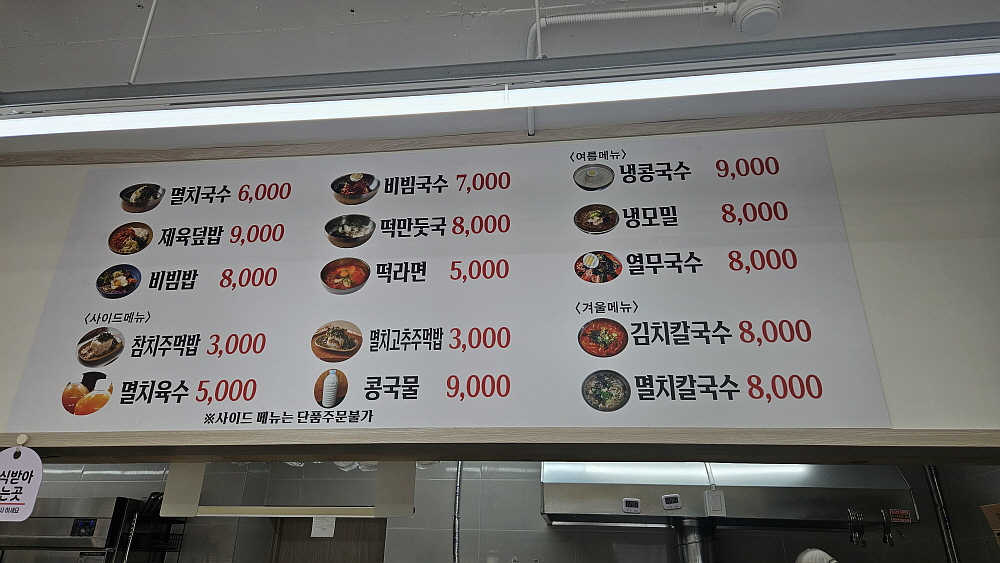 멸치국수 6,000
제육덮밥 9,000
비빔밥 8,000
<사이드메뉴>
참치주먹밥 3,000
멸치육수 5,000
비빔국수 7,000
떡만둣국 8,000
떡라면 5,000
멸치고추주먹밥 3,000
콩국물 9,000
※사이드 메뉴는 단품주문불가
<여름메뉴>
냉콩국수 9,000
냉모밀 8,000
열무국수 8,000
<겨울메뉴>
김치칼국수 8,000
멸치칼국수 8,000
식받아
는곳